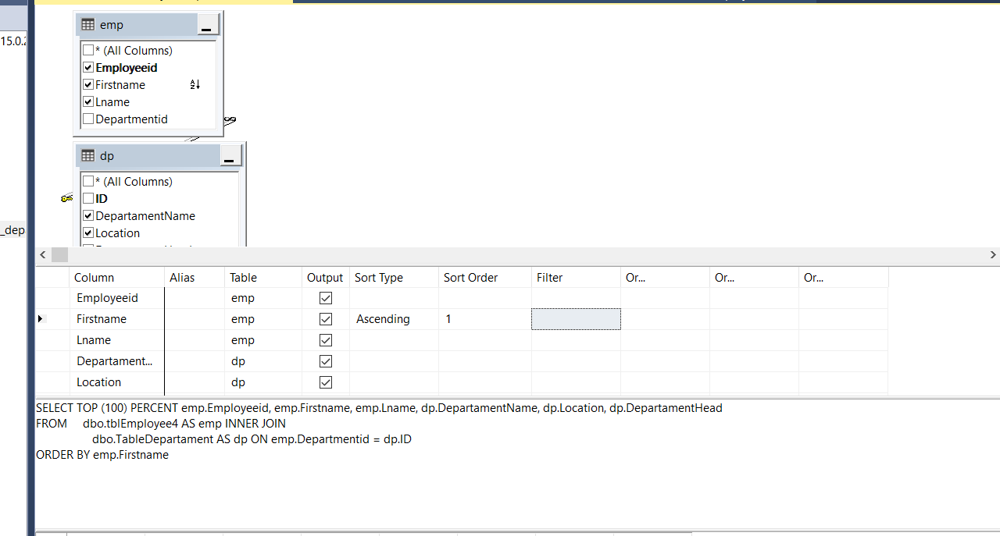 15.0.2
emp
* (All Columns)
Employeeid
Firstname
Lname
Departmentid
dp
* (All Columns)
ID
DepartamentName
Location
_dep
Column Alias Table Output Sort Type Sort Order Filter Or... Or... Or...
Employeeid emp
Firstname emp Ascending 1
Lname emp
Departament... dp
Location dp
SELECT TOP (100) PERCENT emp.Employeeid, emp.Firstname, emp.Lname, dp.DepartamentName, dp.Location, dp.DepartamentHead
FROM dbo.tblEmployee4 AS emp INNER JOIN
dbo.TableDepartament AS dp ON emp.Departmentid = dp.ID
ORDER BY emp.Firstname